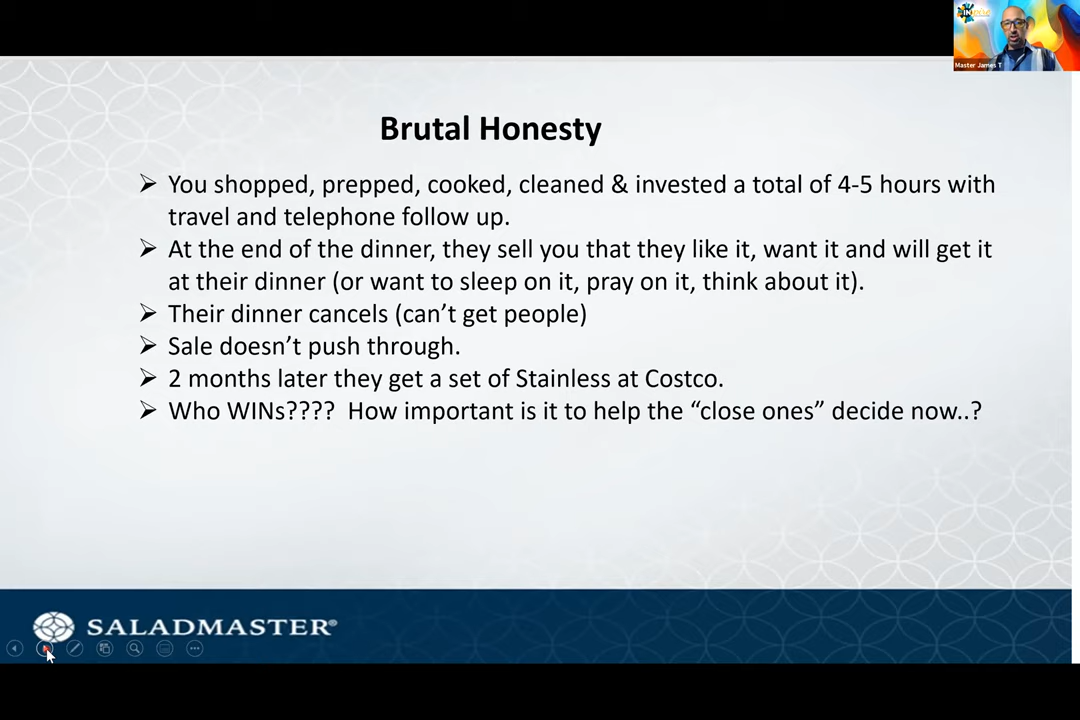 Master James T
Brutal Honesty
➢ You shopped, prepped, cooked, cleaned & invested a total of 4-5 hours with
travel and telephone follow up.
➢ At the end of the dinner, they sell you that they like it, want it and will get it
at their dinner (or want to sleep on it, pray on it, think about it).
➢ Their dinner cancels (can’t get people)
➢ Sale doesn’t push through.
➢ 2 months later they get a set of Stainless at Costco.
➢ Who WINs???? How important is it to help the “close ones” decide now..?
SALADMASTER®